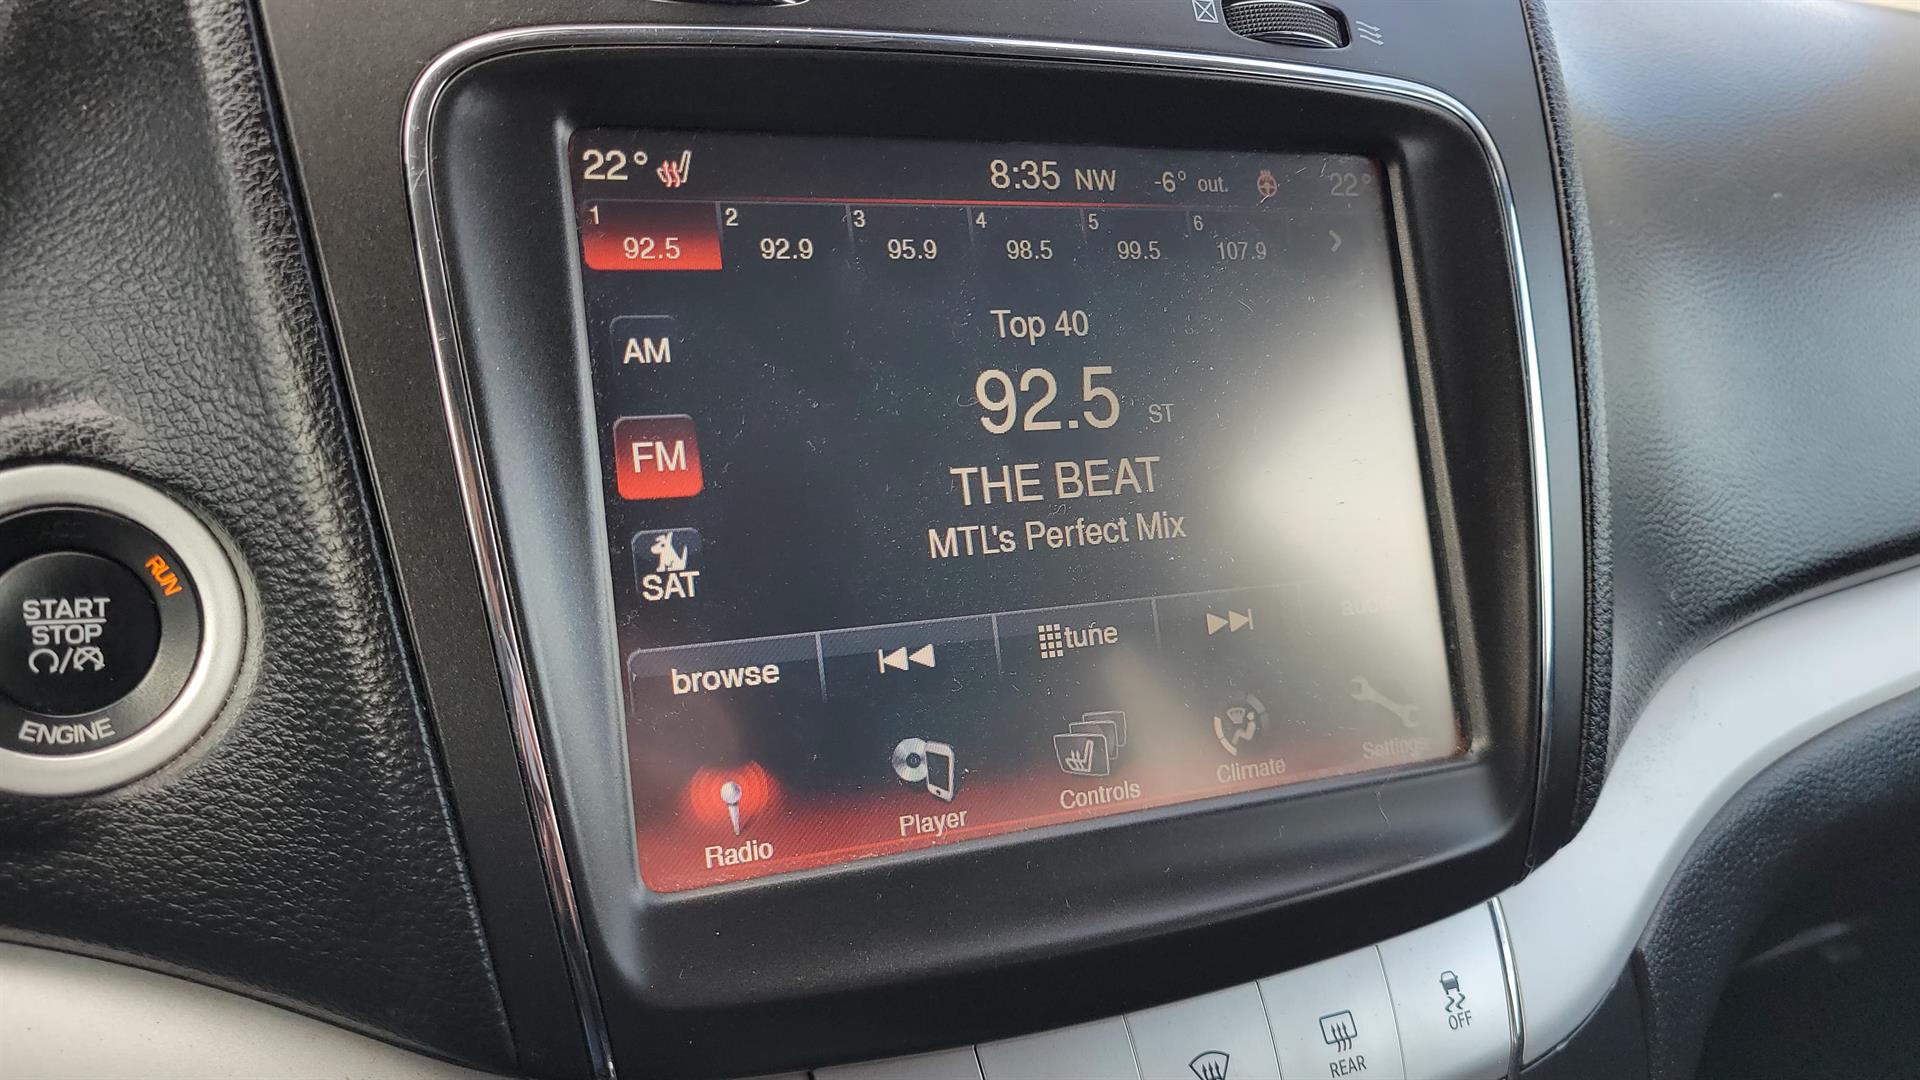 22° 8:35 NW -6° out. 22°
1 2 3 4 5 6
92.5 92.9 95.9 98.5 99.5 107.9
Top 40
AM
92.5 ST
FM
THE BEAT
MTL's Perfect Mix
SAT
browse tune audio
Radio Player Controls Climate Settings
RUN
START
STOP
ENGINE
REAR
OFF